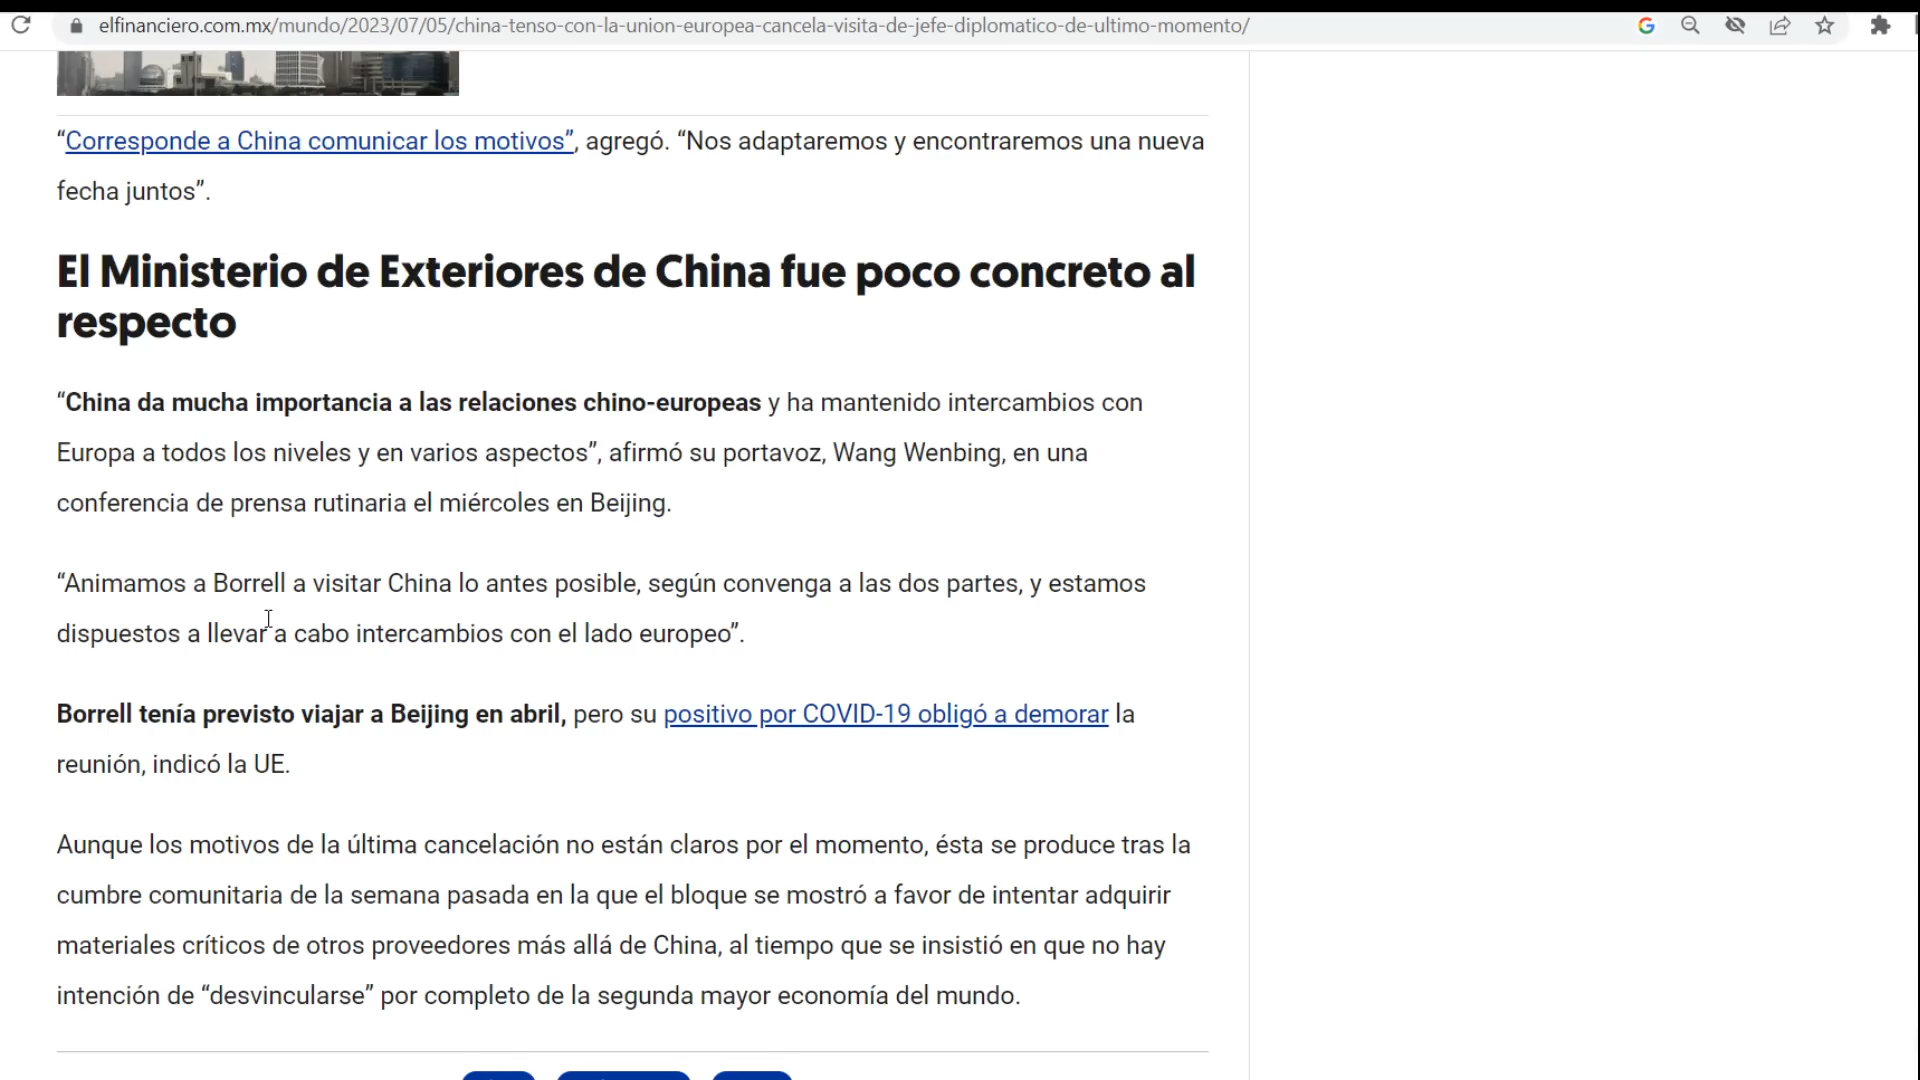 elfinanciero.com.mx/mundo/2023/07/05/china-tenso-con-la-union-europea-cancela-visita-de-jefe-diplomatico-de-ultimo-momento/
“Corresponde a China comunicar los motivos”, agregó. “Nos adaptaremos y encontraremos una nueva
fecha juntos”.
El Ministerio de Exteriores de China fue poco concreto al
respecto
“China da mucha importancia a las relaciones chino-europeas y ha mantenido intercambios con
Europa a todos los niveles y en varios aspectos”, afirmó su portavoz, Wang Wenbing, en una
conferencia de prensa rutinaria el miércoles en Beijing.
“Animamos a Borrell a visitar China lo antes posible, según convenga a las dos partes, y estamos
dispuestos a llevar a cabo intercambios con el lado europeo”.
Borrell tenía previsto viajar a Beijing en abril, pero su positivo por COVID-19 obligó a demorar la
reunión, indicó la UE.
Aunque los motivos de la última cancelación no están claros por el momento, ésta se produce tras la
cumbre comunitaria de la semana pasada en la que el bloque se mostró a favor de intentar adquirir
materiales críticos de otros proveedores más allá de China, al tiempo que se insistió en que no hay
intención de “desvincularse” por completo de la segunda mayor economía del mundo.